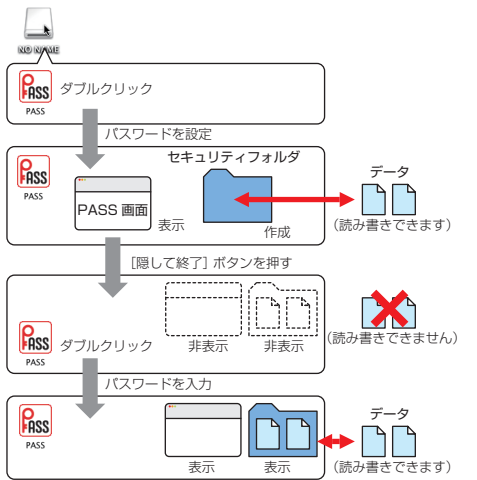 NO NAME
PASS
ダブルクリック
PASS
パスワードを設定
セキュリティフォルダ
データ
PASS
PASS 画面
PASS
表示
作成
(読み書きできます)
[隠して終了] ボタンを押す
PASS
ダブルクリック
非表示
非表示
(読み書きできません)
PASS
パスワードを入力
データ
PASS
PASS
表示
表示
(読み書きできます)